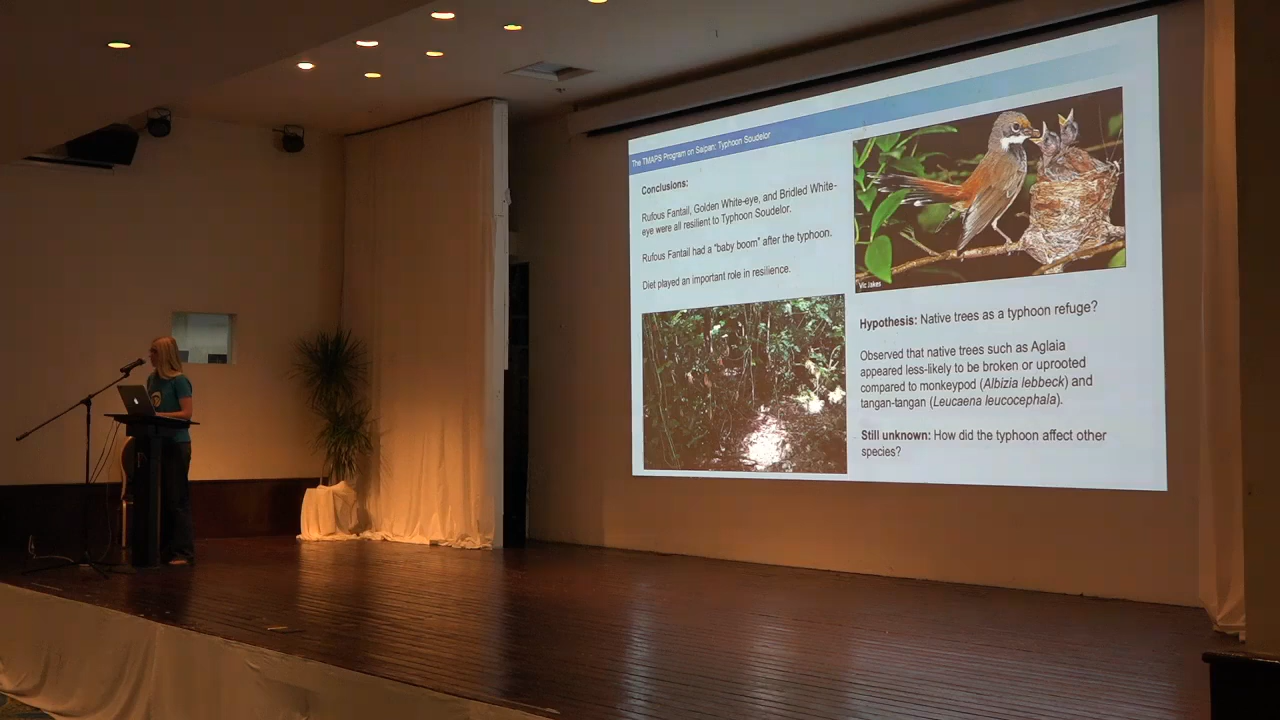 The TMAPS Program on Saipan: Typhoon Soudelor
Conclusions:
Rufous Fantail, Golden White-eye, and Bridled White-
eye were all resilient to Typhoon Soudelor.
Rufous Fantail had a "baby boom" after the typhoon.
Diet played an important role in resilience.
Vic Jakes
Hypothesis: Native trees as a typhoon refuge?
Observed that native trees such as Aglaia
appeared less-likely to be broken or uprooted
compared to monkeypod (Albizia lebbeck) and
tangan-tangan (Leucaena leucocephala).
Still unknown: How did the typhoon affect other
species?